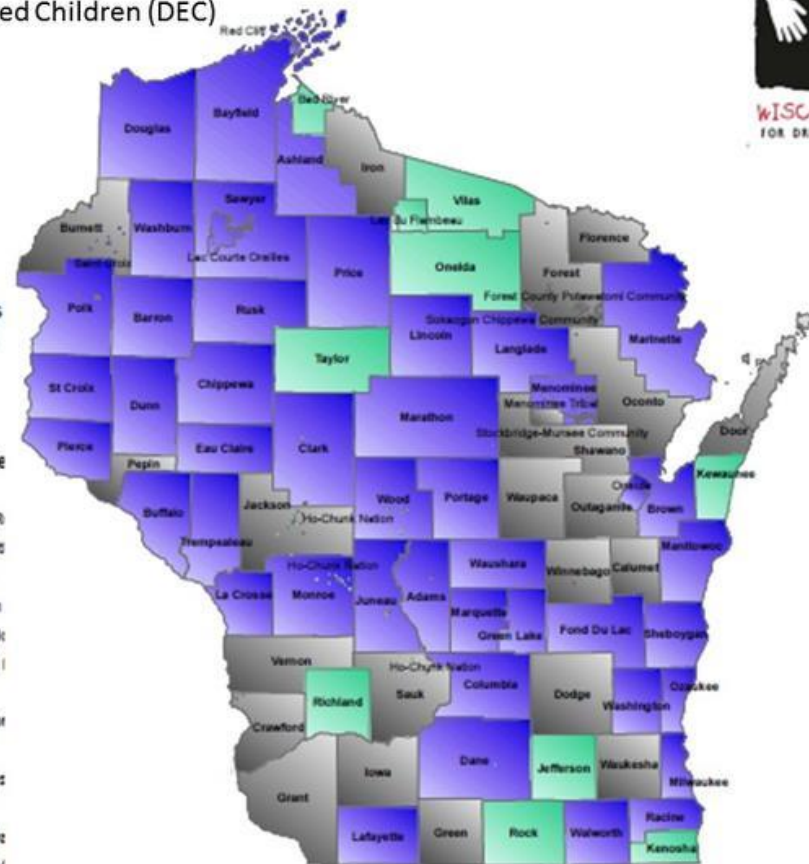 ed Children (DEC)
Red Cliff
WISC
FOR DR
Bad River
Bayfield
Douglas
Ashland
Iron
Vilas
Sawyer
Lac Du Flambeau
Burnett
Washburn
Florence
Saint Croix
Lac Courte Oreilles
Oneida
Price
Forest
Forest County Potawatomi Community
Polk
Barron
Rusk
Sokaogon Chippewa Community
Lincoln
Marinette
Langlade
Taylor
Chippewa
St Croix
Menominee
Dunn
Menominee Tribal
Oconto
Marathon
Door
Stockbridge-Munsee Community
Pierce
Eau Claire
Clark
Shawano
Pepin
Kewaunee
Oneida
Wood
Portage
Waupaca
Jackson
Outagamie
Brown
Buffalo
Ho-Chunk Nation
Trempealeau
Manitowoc
Ho-Chunk Nation
Waushara
Winnebago
Calumet
La Crosse
Monroe
Juneau
Adams
Marquette
Green Lake
Fond Du Lac
Sheboygan
Vernon
Ho-Chunk Nation
Columbia
Ozaukee
Sauk
Dodge
Richland
Washington
Crawford
Dane
Jefferson
Waukesha
Iowa
Milwaukee
Grant
Racine
Lafayette
Green
Rock
Walworth
Kenosha